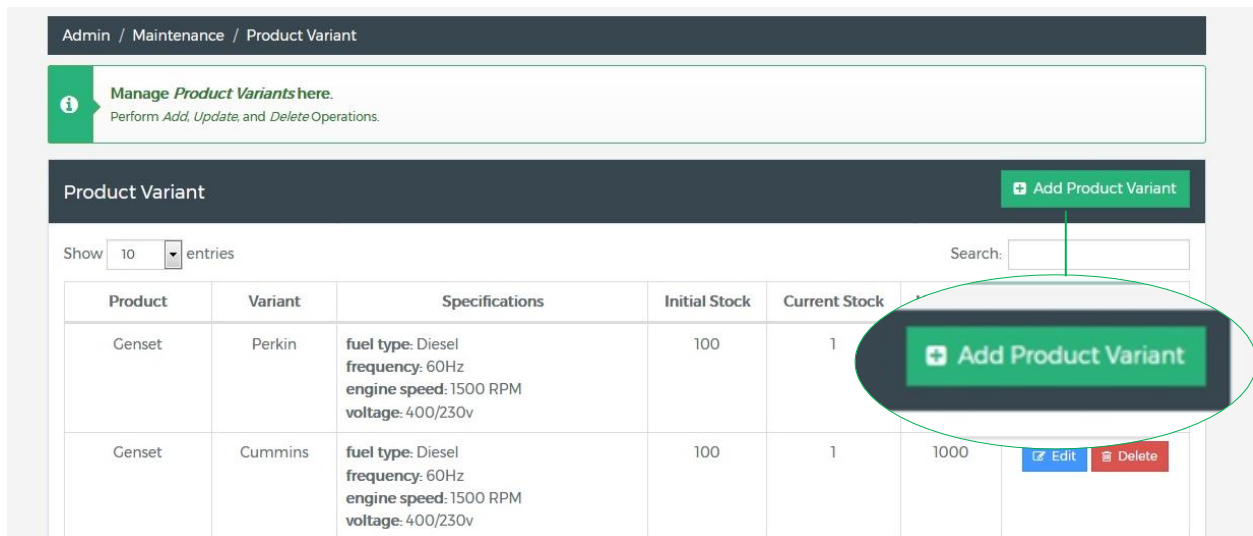 Admin / Maintenance / Product Variant
Manage Product Variants here.
Perform Add, Update, and Delete Operations.
Product Variant
Add Product Variant
Show 10 entries
Search:
Product Variant Specifications Initial Stock Current Stock
Genset Perkin fuel type: Diesel 100 1
frequency: 60Hz
engine speed: 1500 RPM
voltage: 400/230v
Add Product Variant
Genset Cummins fuel type: Diesel 100 1 1000 Edit Delete
frequency: 60Hz
engine speed: 1500 RPM
voltage: 400/230v